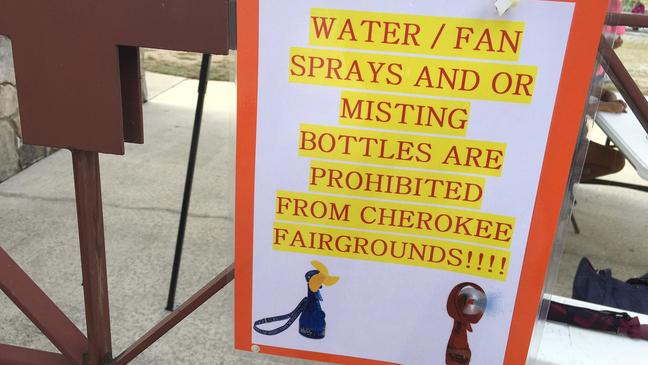 WATER / FAN
SPRAYS AND OR
MISTING
BOTTLES ARE
PROHIBITED
FROM CHEROKEE
FAIRGROUNDS!!!!